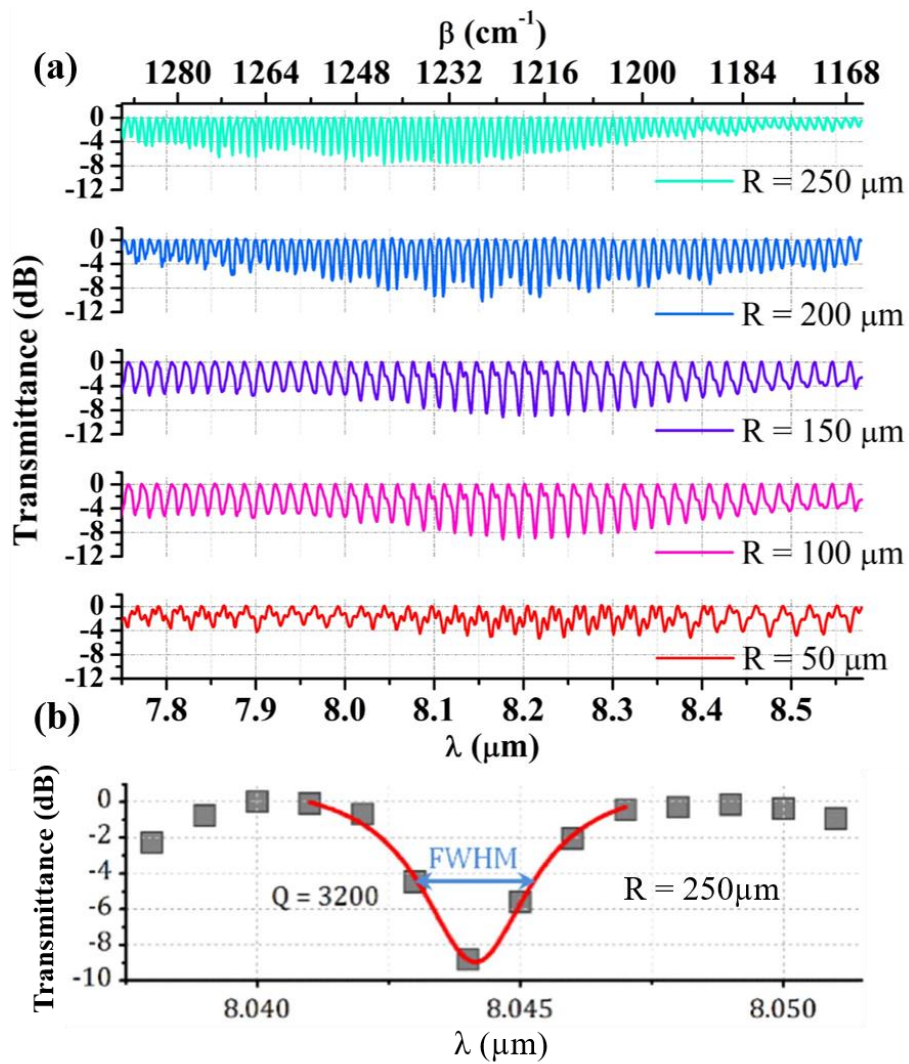 β (cm⁻¹)
(a)
1280 1264 1248 1232 1216 1200 1184 1168
Transmittance (dB)
0
-4
-8
-12
R = 250 μm
0
-4
-8
-12
R = 200 μm
0
-4
-8
-12
R = 150 μm
0
-4
-8
-12
R = 100 μm
0
-4
-8
-12
R = 50 μm
7.8 7.9 8.0 8.1 8.2 8.3 8.4 8.5
λ (μm)
(b)
Transmittance (dB)
0
-2
-4
-6
-8
-10
FWHM
Q = 3200
R = 250μm
8.040 8.045 8.050
λ (μm)